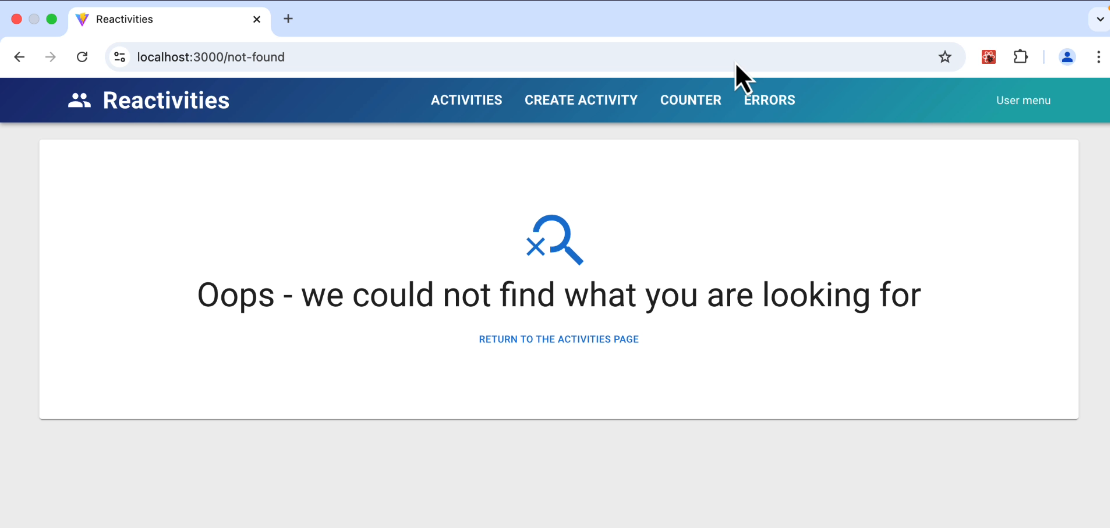 Reactivities
localhost:3000/not-found
Reactivities ACTIVITIES CREATE ACTIVITY COUNTER ERRORS User menu
Oops - we could not find what you are looking for
RETURN TO THE ACTIVITIES PAGE